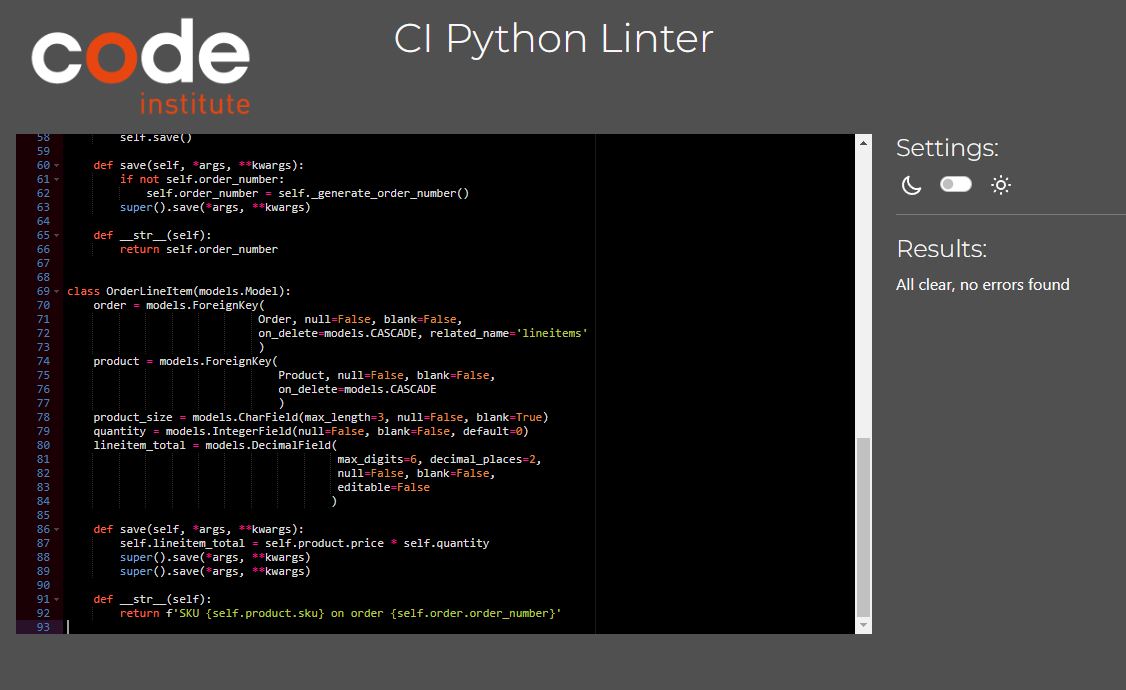 code
institute
CI Python Linter
58 self.save()
59
60 def save(self, *args, **kwargs):
61 if not self.order_number:
62 self.order_number = self._generate_order_number()
63 super().save(*args, **kwargs)
64
65 def __str__(self):
66 return self.order_number
67
68
69 class OrderLineItem(models.Model):
70 order = models.ForeignKey(
71 Order, null=False, blank=False,
72 on_delete=models.CASCADE, related_name='lineitems'
73 )
74 product = models.ForeignKey(
75 Product, null=False, blank=False,
76 on_delete=models.CASCADE
77 )
78 product_size = models.CharField(max_length=3, null=False, blank=True)
79 quantity = models.IntegerField(null=False, blank=False, default=0)
80 lineitem_total = models.DecimalField(
81 max_digits=6, decimal_places=2,
82 null=False, blank=False,
83 editable=False
84 )
85
86 def save(self, *args, **kwargs):
87 self.lineitem_total = self.product.price * self.quantity
88 super().save(*args, **kwargs)
89 super().save(*args, **kwargs)
90
91 def __str__(self):
92 return f'SKU {self.product.sku} on order {self.order.order_number}'
93
Settings:
Results:
All clear, no errors found